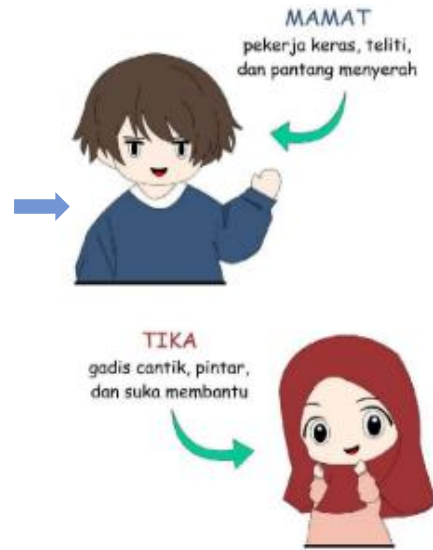 MAMAT
pekerja keras, teliti,
dan pantang menyerah
TIKA
gadis cantik, pintar,
dan suka membantu